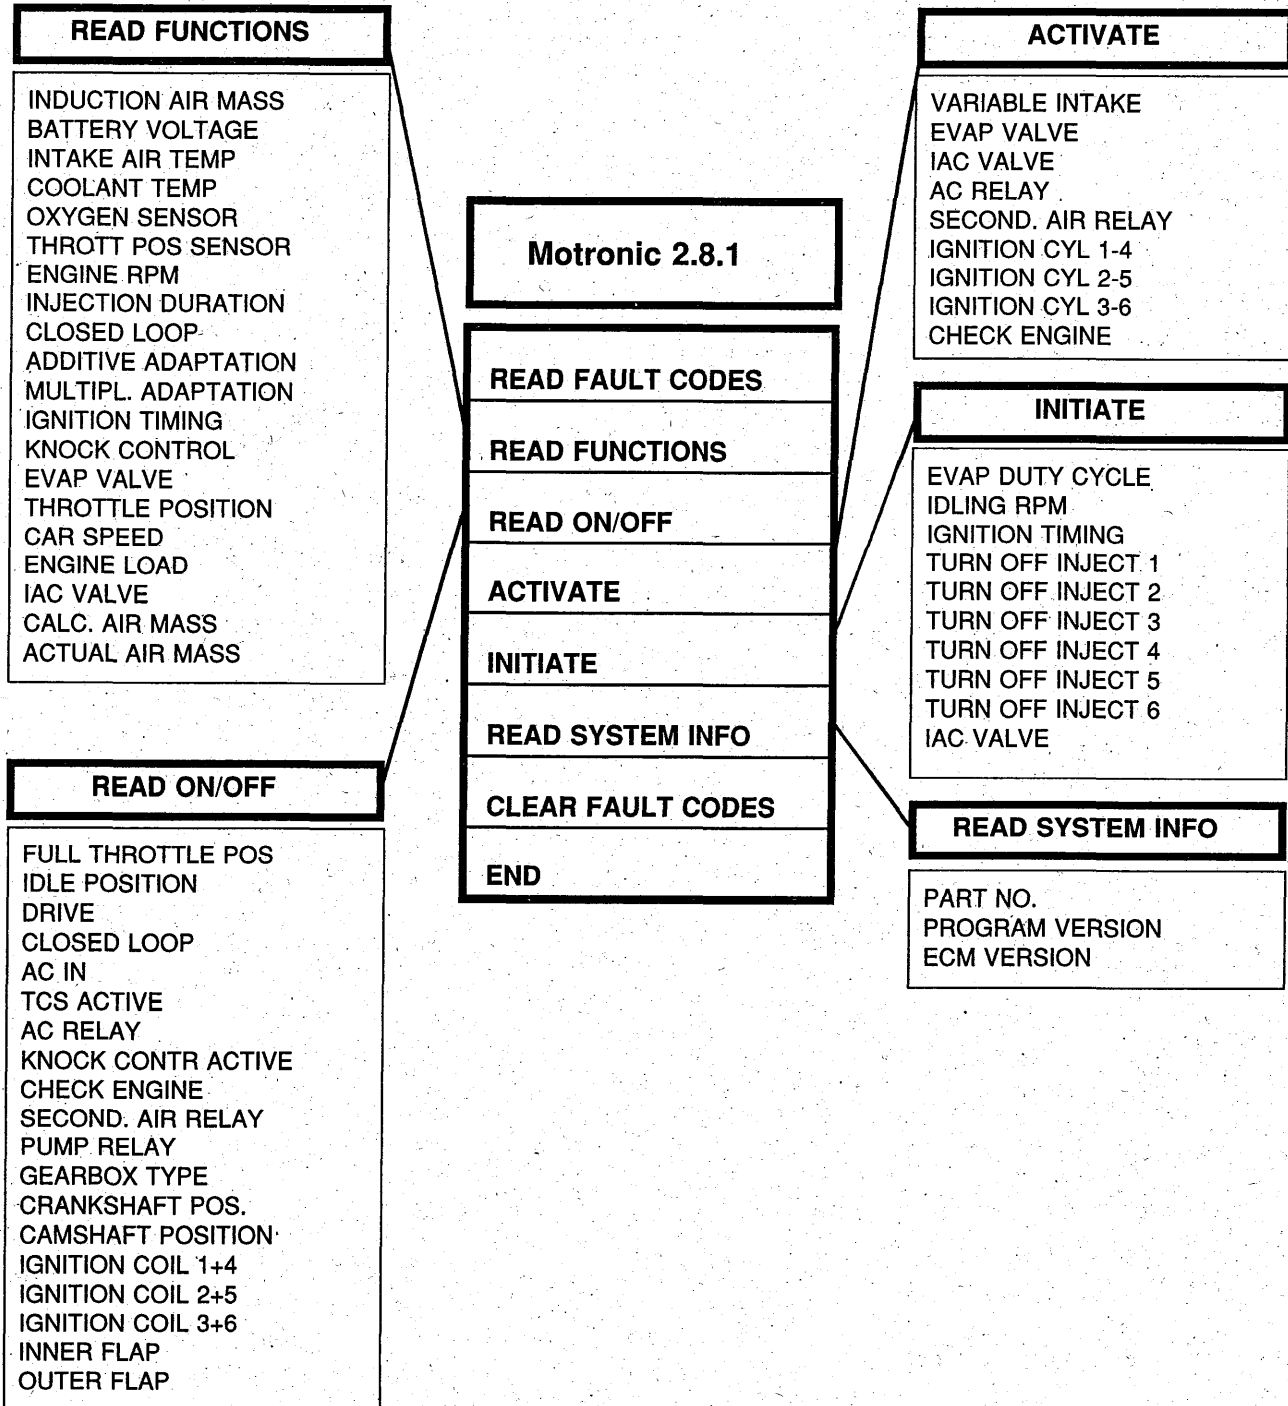 READ FUNCTIONS
INDUCTION AIR MASS
BATTERY VOLTAGE
INTAKE AIR TEMP
COOLANT TEMP
OXYGEN SENSOR
THROTT POS SENSOR
ENGINE RPM
INJECTION DURATION
CLOSED LOOP
ADDITIVE ADAPTATION
MULTIPL. ADAPTATION
IGNITION TIMING
KNOCK CONTROL
EVAP VALVE
THROTTLE POSITION
CAR SPEED
ENGINE LOAD
IAC VALVE
CALC. AIR MASS
ACTUAL AIR MASS
READ ON/OFF
FULL THROTTLE POS
IDLE POSITION
DRIVE
CLOSED LOOP
AC IN
TCS ACTIVE
AC RELAY
KNOCK CONTR ACTIVE
CHECK ENGINE
SECOND. AIR RELAY
PUMP RELAY
GEARBOX TYPE
CRANKSHAFT POS.
CAMSHAFT POSITION
IGNITION COIL 1+4
IGNITION COIL 2+5
IGNITION COIL 3+6
INNER FLAP
OUTER FLAP
Motronic 2.8.1
READ FAULT CODES
READ FUNCTIONS
READ ON/OFF
ACTIVATE
INITIATE
READ SYSTEM INFO
CLEAR FAULT CODES
END
ACTIVATE
VARIABLE INTAKE
EVAP VALVE
IAC VALVE
AC RELAY
SECOND. AIR RELAY
IGNITION CYL 1-4
IGNITION CYL 2-5
IGNITION CYL 3-6
CHECK ENGINE
INITIATE
EVAP DUTY CYCLE
IDLING RPM
IGNITION TIMING
TURN OFF INJECT 1
TURN OFF INJECT 2
TURN OFF INJECT 3
TURN OFF INJECT 4
TURN OFF INJECT 5
TURN OFF INJECT 6
IAC VALVE
READ SYSTEM INFO
PART NO.
PROGRAM VERSION
ECM VERSION